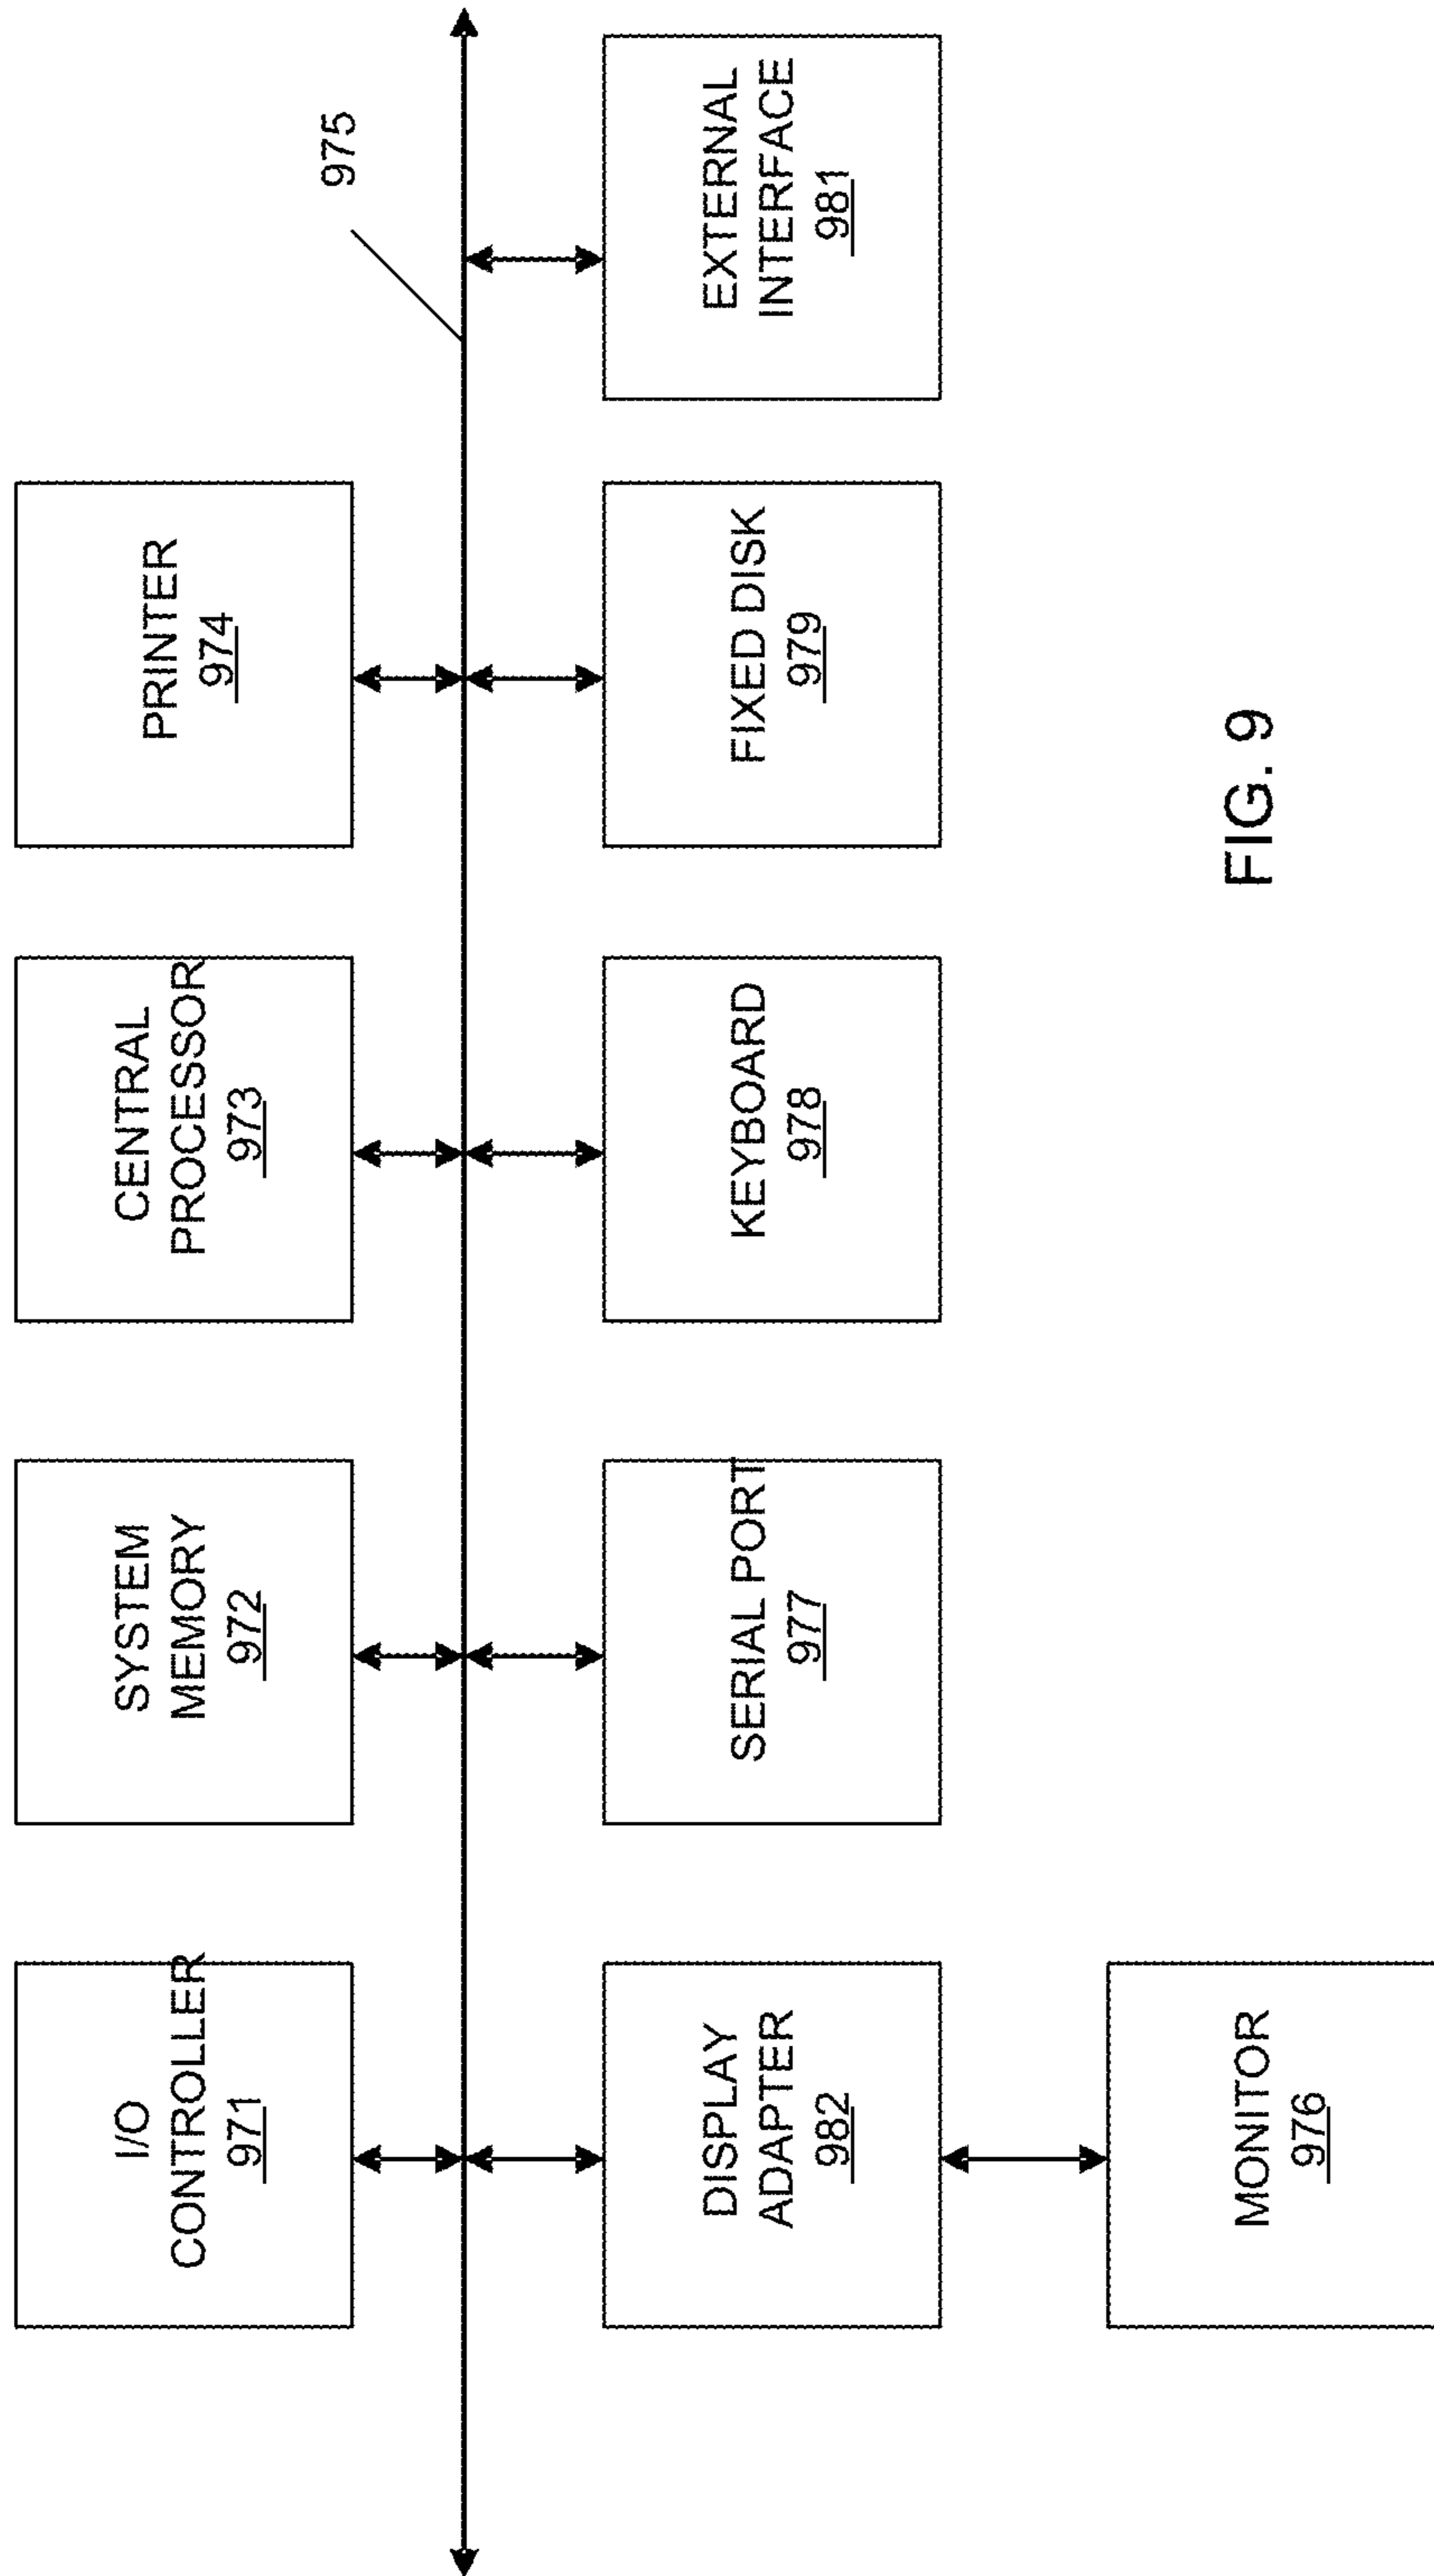 I/O
CONTROLLER
971
SYSTEM
MEMORY
972
CENTRAL
PROCESSOR
973
PRINTER
974
975
DISPLAY
ADAPTER
982
SERIAL PORT
977
KEYBOARD
978
FIXED DISK
979
EXTERNAL
INTERFACE
981
MONITOR
976
FIG. 9